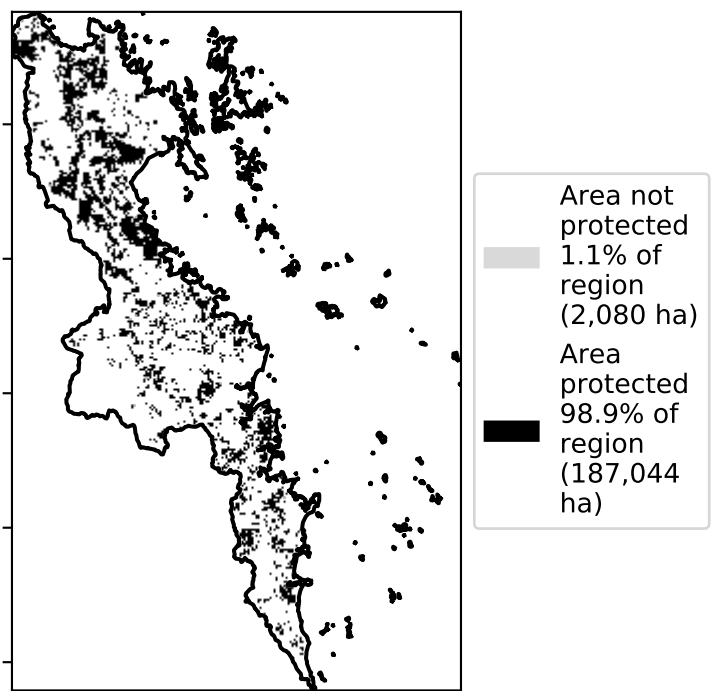 Area not
protected
1.1% of
region
(2,080 ha)
Area
protected
98.9% of
region
(187,044
ha)